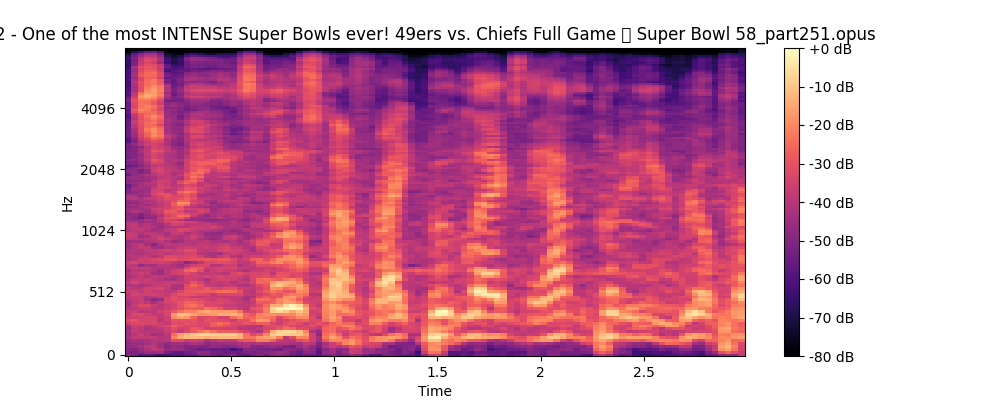 2 - One of the most INTENSE Super Bowls ever! 49ers vs. Chiefs Full Game  Super Bowl 58_part251.opus
Hz
4096
2048
1024
512
0
0
0.5
1
1.5
2
2.5
Time
+0 dB
-10 dB
-20 dB
-30 dB
-40 dB
-50 dB
-60 dB
-70 dB
-80 dB